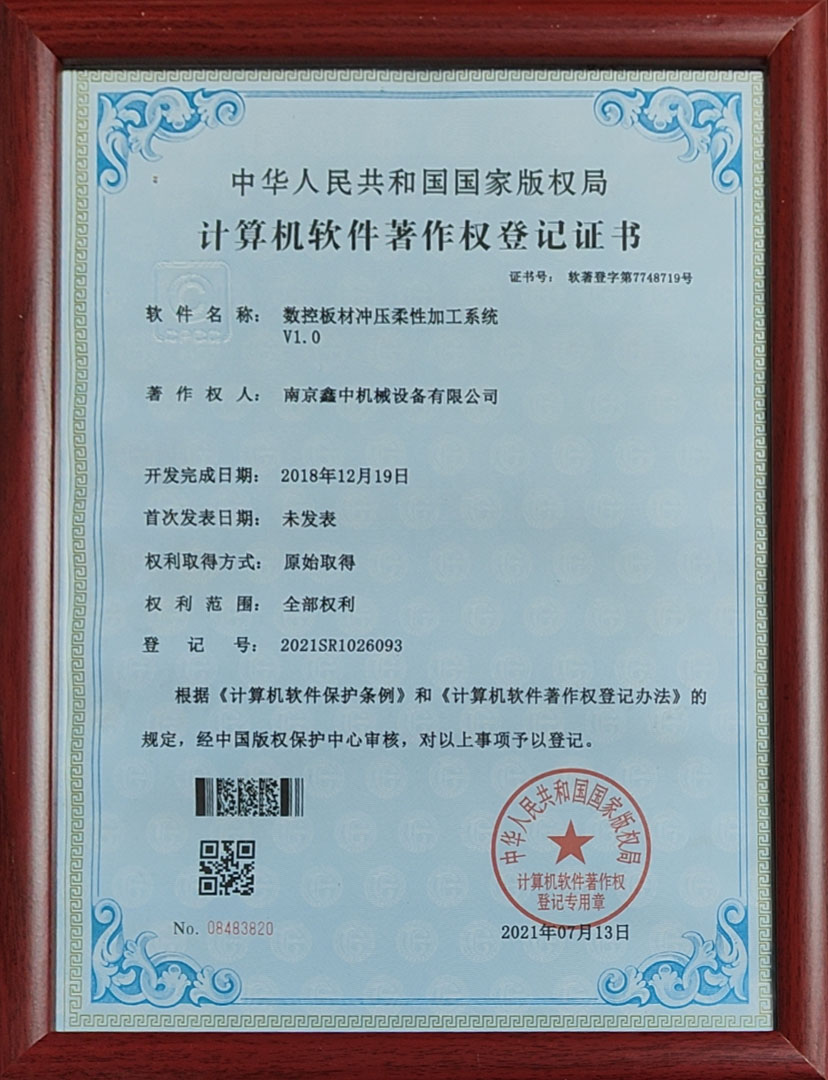 中华人民共和国国家版权局
计算机软件著作权登记证书
证书号： 软著登字第7748719号
软件名称： 数控板材冲压柔性加工系统
V1.0
著作权人： 南京鑫中机械设备有限公司
开发完成日期： 2018年12月19日
首次发表日期： 未发表
权利取得方式： 原始取得
权利范围： 全部权利
登记号： 2021SR1026093
根据《计算机软件保护条例》和《计算机软件著作权登记办法》的
规定，经中国版权保护中心审核，对以上事项予以登记。
中华人民共和国国家版权局
计算机软件著作权
登记专用章
No. 08483820
2021年07月13日